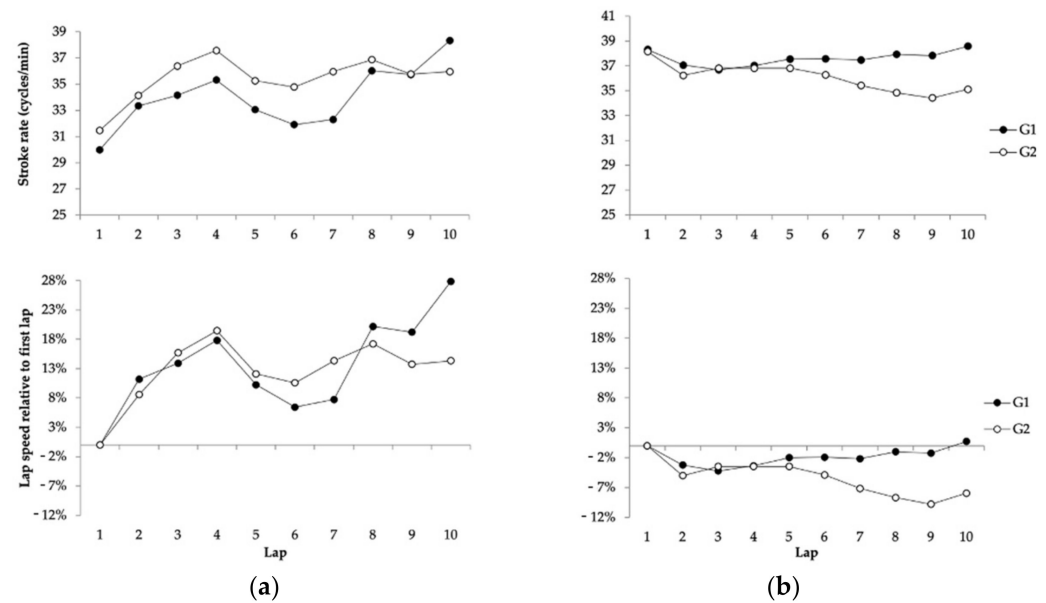 Stroke rate (cycles/min)
39
37
35
33
31
29
27
25
1 2 3 4 5 6 7 8 9 10
41
39
37
35
33
31
29
27
25
1 2 3 4 5 6 7 8 9 10
G1
G2
Lap speed relative to first lap
28%
23%
18%
13%
8%
3%
- 2%
- 7%
- 12%
1 2 3 4 5 6 7 8 9 10
Lap
28%
23%
18%
13%
8%
3%
- 2%
- 7%
- 12%
1 2 3 4 5 6 7 8 9 10
Lap
G1
G2
(a)
(b)